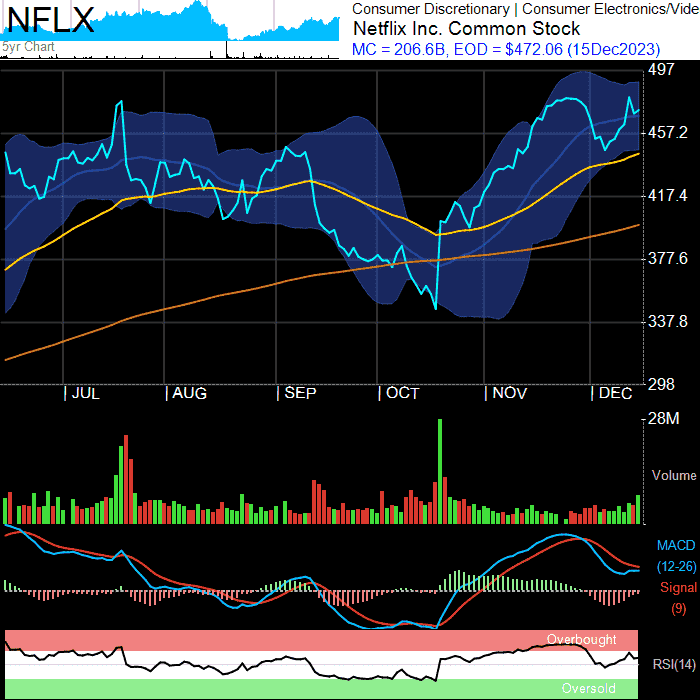 NFLX
5yr Chart
Consumer Discretionary | Consumer Electronics/Vide
Netflix Inc. Common Stock
MC = 206.6B, EOD = $472.06 (15Dec2023)
497
457.2
417.4
377.6
337.8
298
| JUL | AUG | SEP | OCT | NOV | DEC
28M
Volume
MACD
(12-26)
Signal
(9)
Overbought
RSI(14)
Oversold